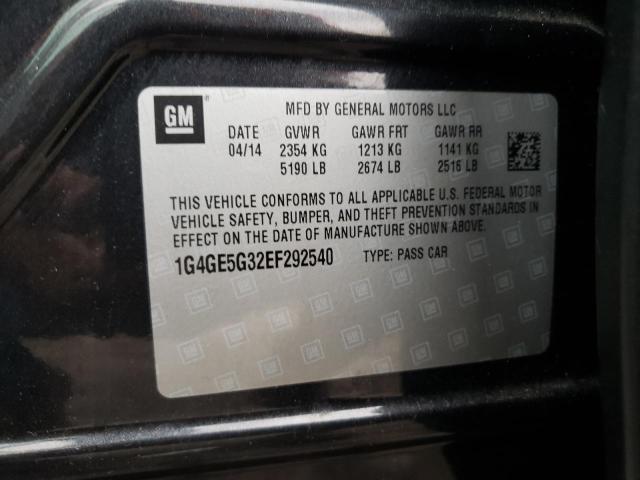 GM
MFD BY GENERAL MOTORS LLC
DATE GVWR GAWR FRT GAWR RR
04/14 2354 KG 1213 KG 1141 KG
5190 LB 2674 LB 2516 LB
THIS VEHICLE CONFORMS TO ALL APPLICABLE U.S. FEDERAL MOTOR
VEHICLE SAFETY, BUMPER, AND THEFT PREVENTION STANDARDS IN
EFFECT ON THE DATE OF MANUFACTURE SHOWN ABOVE.
1G4GE5G32EF292540 TYPE: PASS CAR